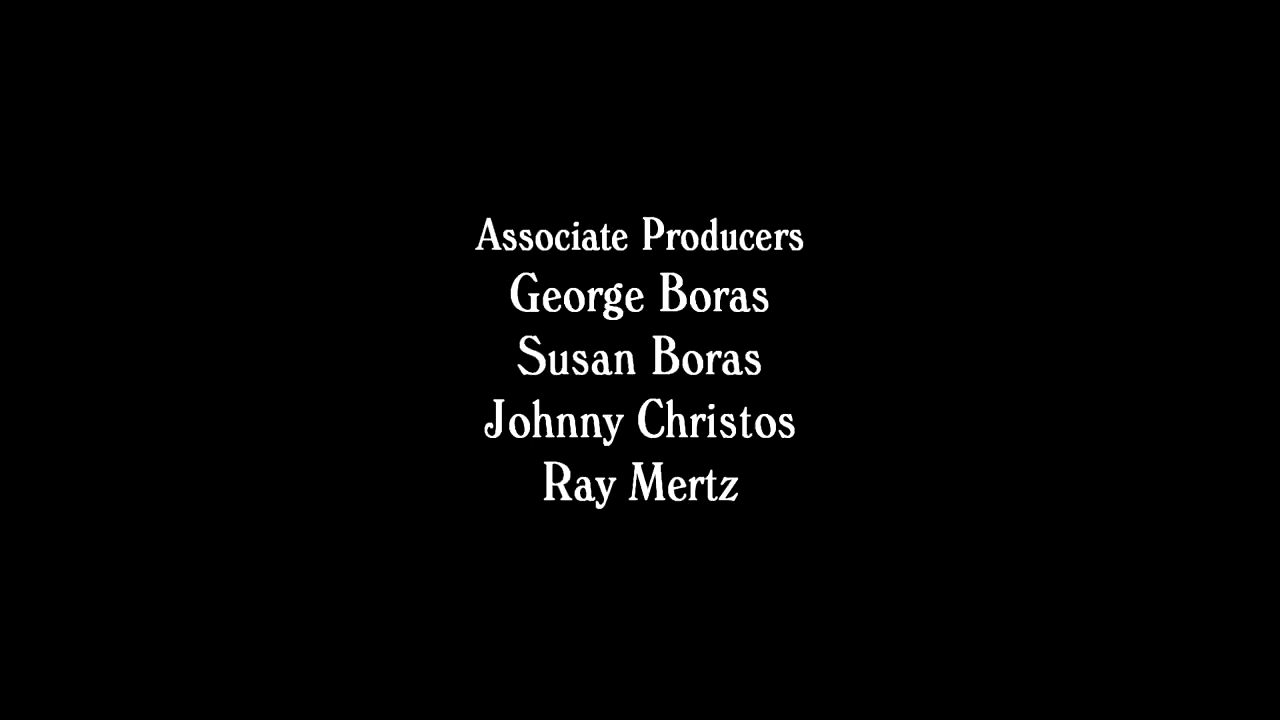 Associate Producers
George Boras
Susan Boras
Johnny Christos
Ray Mertz